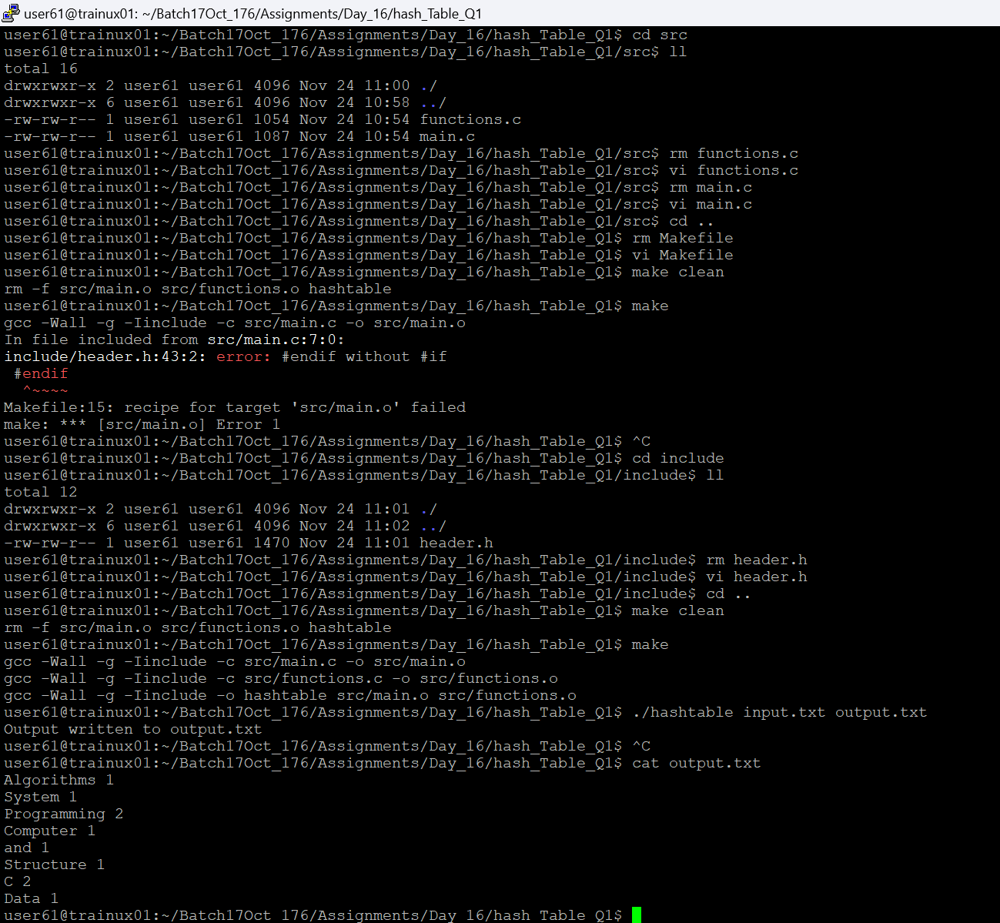 user61@trainux01: ~/Batch17Oct_176/Assignments/Day_16/hash_Table_Q1
user61@trainux01:~/Batch17Oct_176/Assignments/Day_16/hash_Table_Q1$ cd src
user61@trainux01:~/Batch17Oct_176/Assignments/Day_16/hash_Table_Q1/src$ ll
total 16
drwxrwxr-x 2 user61 user61 4096 Nov 24 11:00 ./
drwxrwxr-x 6 user61 user61 4096 Nov 24 10:58 ../
-rw-rw-r-- 1 user61 user61 1054 Nov 24 10:54 functions.c
-rw-rw-r-- 1 user61 user61 1087 Nov 24 10:54 main.c
user61@trainux01:~/Batch17Oct_176/Assignments/Day_16/hash_Table_Q1/src$ rm functions.c
user61@trainux01:~/Batch17Oct_176/Assignments/Day_16/hash_Table_Q1/src$ vi functions.c
user61@trainux01:~/Batch17Oct_176/Assignments/Day_16/hash_Table_Q1/src$ rm main.c
user61@trainux01:~/Batch17Oct_176/Assignments/Day_16/hash_Table_Q1/src$ vi main.c
user61@trainux01:~/Batch17Oct_176/Assignments/Day_16/hash_Table_Q1/src$ cd ..
user61@trainux01:~/Batch17Oct_176/Assignments/Day_16/hash_Table_Q1$ rm Makefile
user61@trainux01:~/Batch17Oct_176/Assignments/Day_16/hash_Table_Q1$ vi Makefile
user61@trainux01:~/Batch17Oct_176/Assignments/Day_16/hash_Table_Q1$ make clean
rm -f src/main.o src/functions.o hashtable
user61@trainux01:~/Batch17Oct_176/Assignments/Day_16/hash_Table_Q1$ make
gcc -Wall -g -Iinclude -c src/main.c -o src/main.o
In file included from src/main.c:7:0:
include/header.h:43:2: error: #endif without #if
 #endif
  ^~~~~
Makefile:15: recipe for target 'src/main.o' failed
make: *** [src/main.o] Error 1
user61@trainux01:~/Batch17Oct_176/Assignments/Day_16/hash_Table_Q1$ ^C
user61@trainux01:~/Batch17Oct_176/Assignments/Day_16/hash_Table_Q1$ cd include
user61@trainux01:~/Batch17Oct_176/Assignments/Day_16/hash_Table_Q1/include$ ll
total 12
drwxrwxr-x 2 user61 user61 4096 Nov 24 11:01 ./
drwxrwxr-x 6 user61 user61 4096 Nov 24 11:02 ../
-rw-rw-r-- 1 user61 user61 1470 Nov 24 11:01 header.h
user61@trainux01:~/Batch17Oct_176/Assignments/Day_16/hash_Table_Q1/include$ rm header.h
user61@trainux01:~/Batch17Oct_176/Assignments/Day_16/hash_Table_Q1/include$ vi header.h
user61@trainux01:~/Batch17Oct_176/Assignments/Day_16/hash_Table_Q1/include$ cd ..
user61@trainux01:~/Batch17Oct_176/Assignments/Day_16/hash_Table_Q1$ make clean
rm -f src/main.o src/functions.o hashtable
user61@trainux01:~/Batch17Oct_176/Assignments/Day_16/hash_Table_Q1$ make
gcc -Wall -g -Iinclude -c src/main.c -o src/main.o
gcc -Wall -g -Iinclude -c src/functions.c -o src/functions.o
gcc -Wall -g -Iinclude -o hashtable src/main.o src/functions.o
user61@trainux01:~/Batch17Oct_176/Assignments/Day_16/hash_Table_Q1$ ./hashtable input.txt output.txt
Output written to output.txt
user61@trainux01:~/Batch17Oct_176/Assignments/Day_16/hash_Table_Q1$ ^C
user61@trainux01:~/Batch17Oct_176/Assignments/Day_16/hash_Table_Q1$ cat output.txt
Algorithms 1
System 1
Programming 2
Computer 1
and 1
Structure 1
C 2
Data 1
user61@trainux01:~/Batch17Oct_176/Assignments/Day_16/hash_Table_Q1$